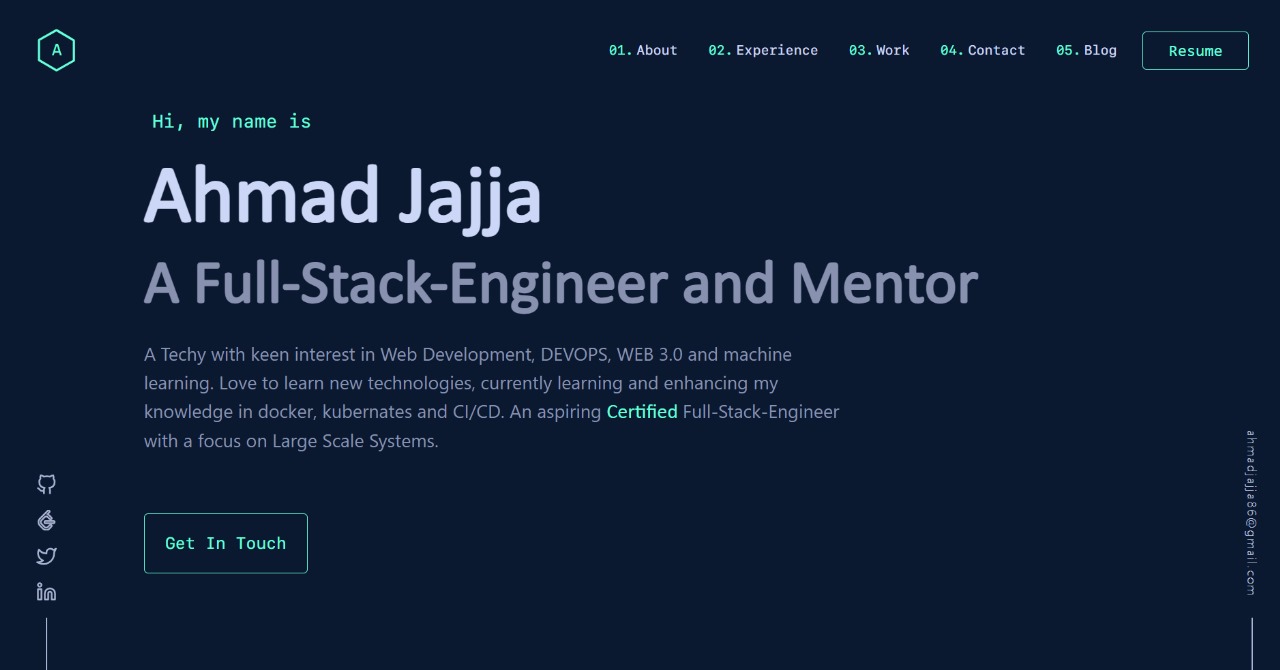 A
01. About 02. Experience 03. Work 04. Contact 05. Blog Resume
Hi, my name is
Ahmad Jajja
A Full-Stack-Engineer and Mentor
A Techy with keen interest in Web Development, DEVOPS, WEB 3.0 and machine
learning. Love to learn new technologies, currently learning and enhancing my
knowledge in docker, kubernates and CI/CD. An aspiring Certified Full-Stack-Engineer
with a focus on Large Scale Systems.
Get In Touch
ahmadjajja86@gmail.com